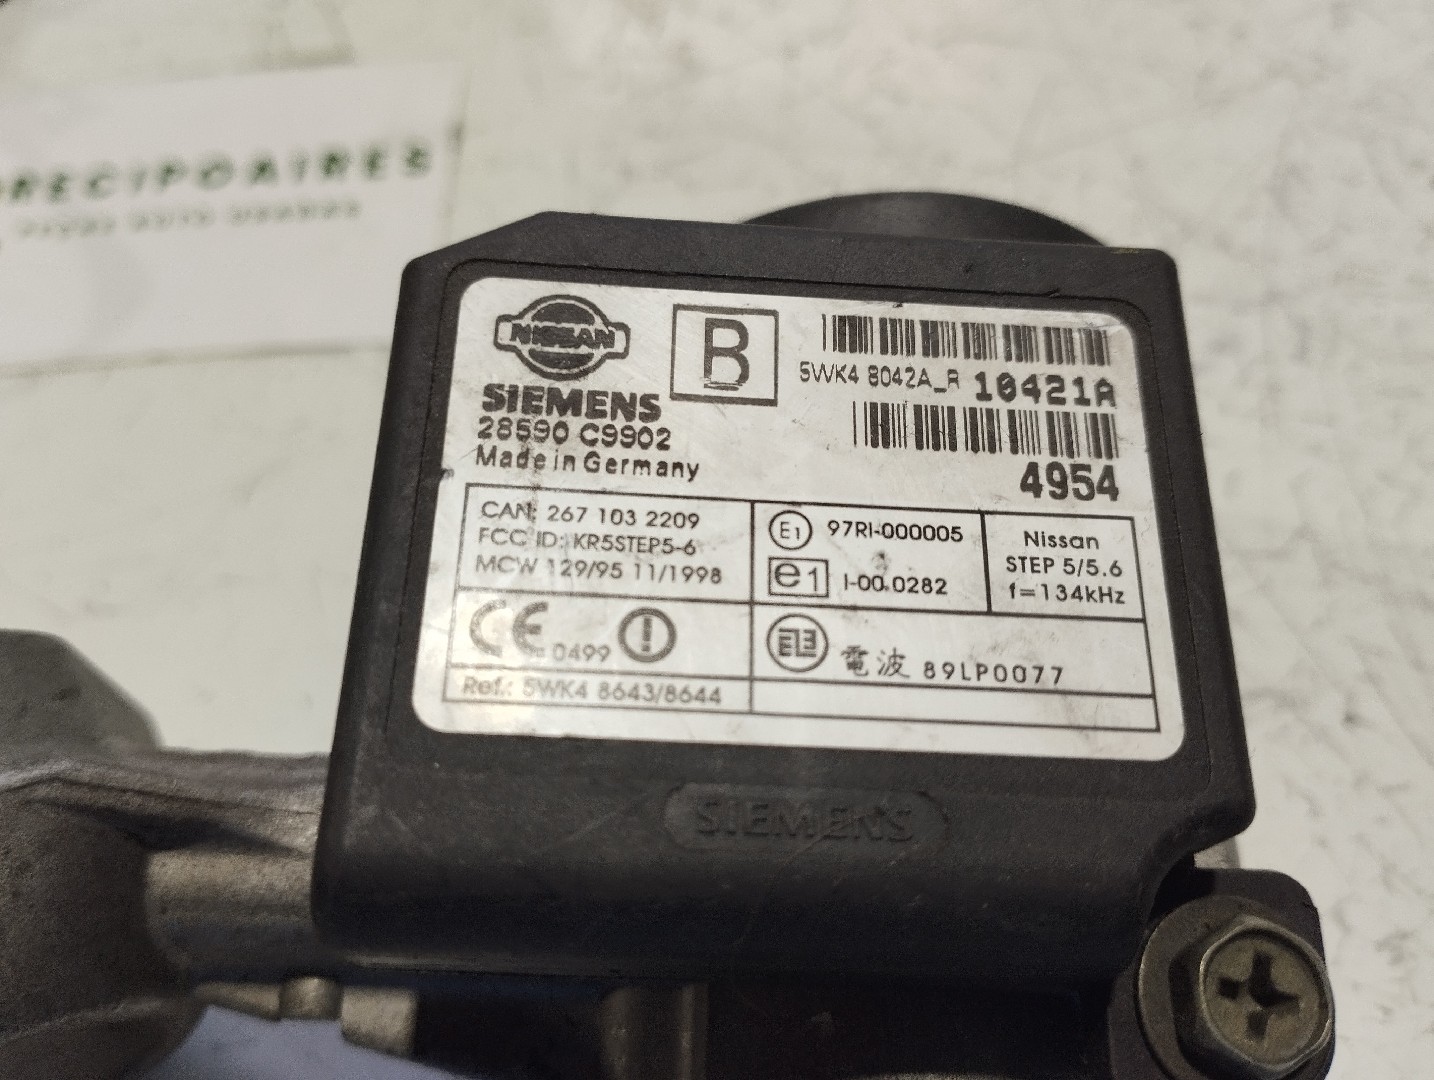 PRECIPOAIRES
NISSAN
B
5WK4 8042A_R 10421A
SIEMENS
28590 C9902
Made in Germany
4954
CAN: 267 103 2209
FCC ID: KR5STEP5-6
MCW 129/95 11/1998
E1 97RI-000005
e1 I-00.0282
Nissan
STEP 5/5.6
f=134kHz
CE 0499 !
電波 89LP0077
Ref.: 5WK4 8643/8644
SIEMENS